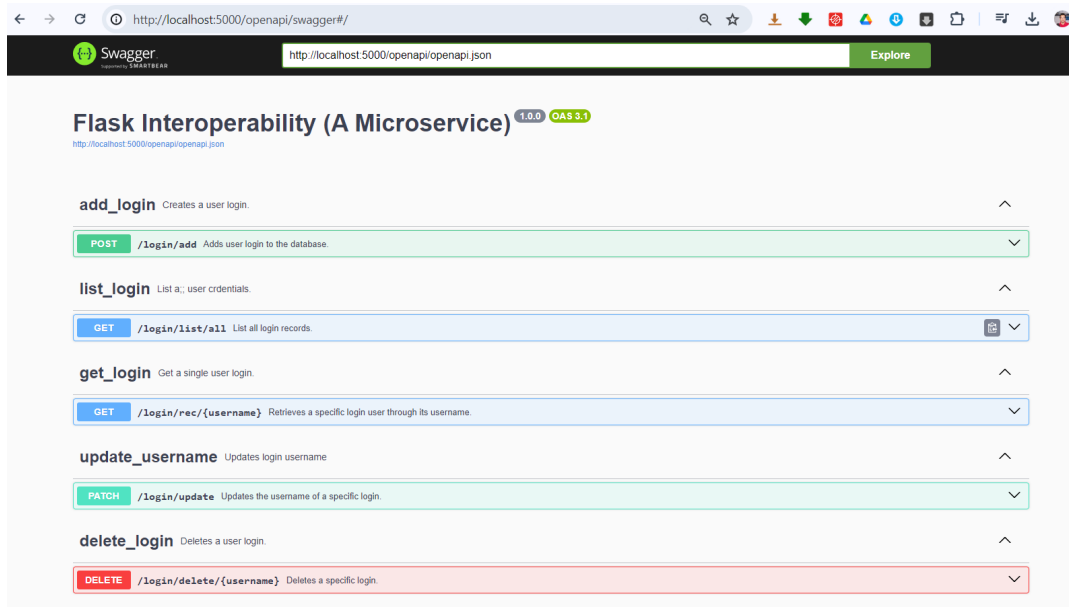 http://localhost:5000/openapi/swagger#/
Swagger.
Supported by SMARTBEAR
http://localhost:5000/openapi/openapi.json
Explore
Flask Interoperability (A Microservice) 1.0.0 OAS 3.1
http://localhost:5000/openapi/openapi.json
add_login Creates a user login.
POST /login/add Adds user login to the database.
list_login List a;; user crdentials.
GET /login/list/all List all login records.
get_login Get a single user login.
GET /login/rec/{username} Retrieves a specific login user through its username.
update_username Updates login username
PATCH /login/update Updates the username of a specific login.
delete_login Deletes a user login.
DELETE /login/delete/{username} Deletes a specific login.